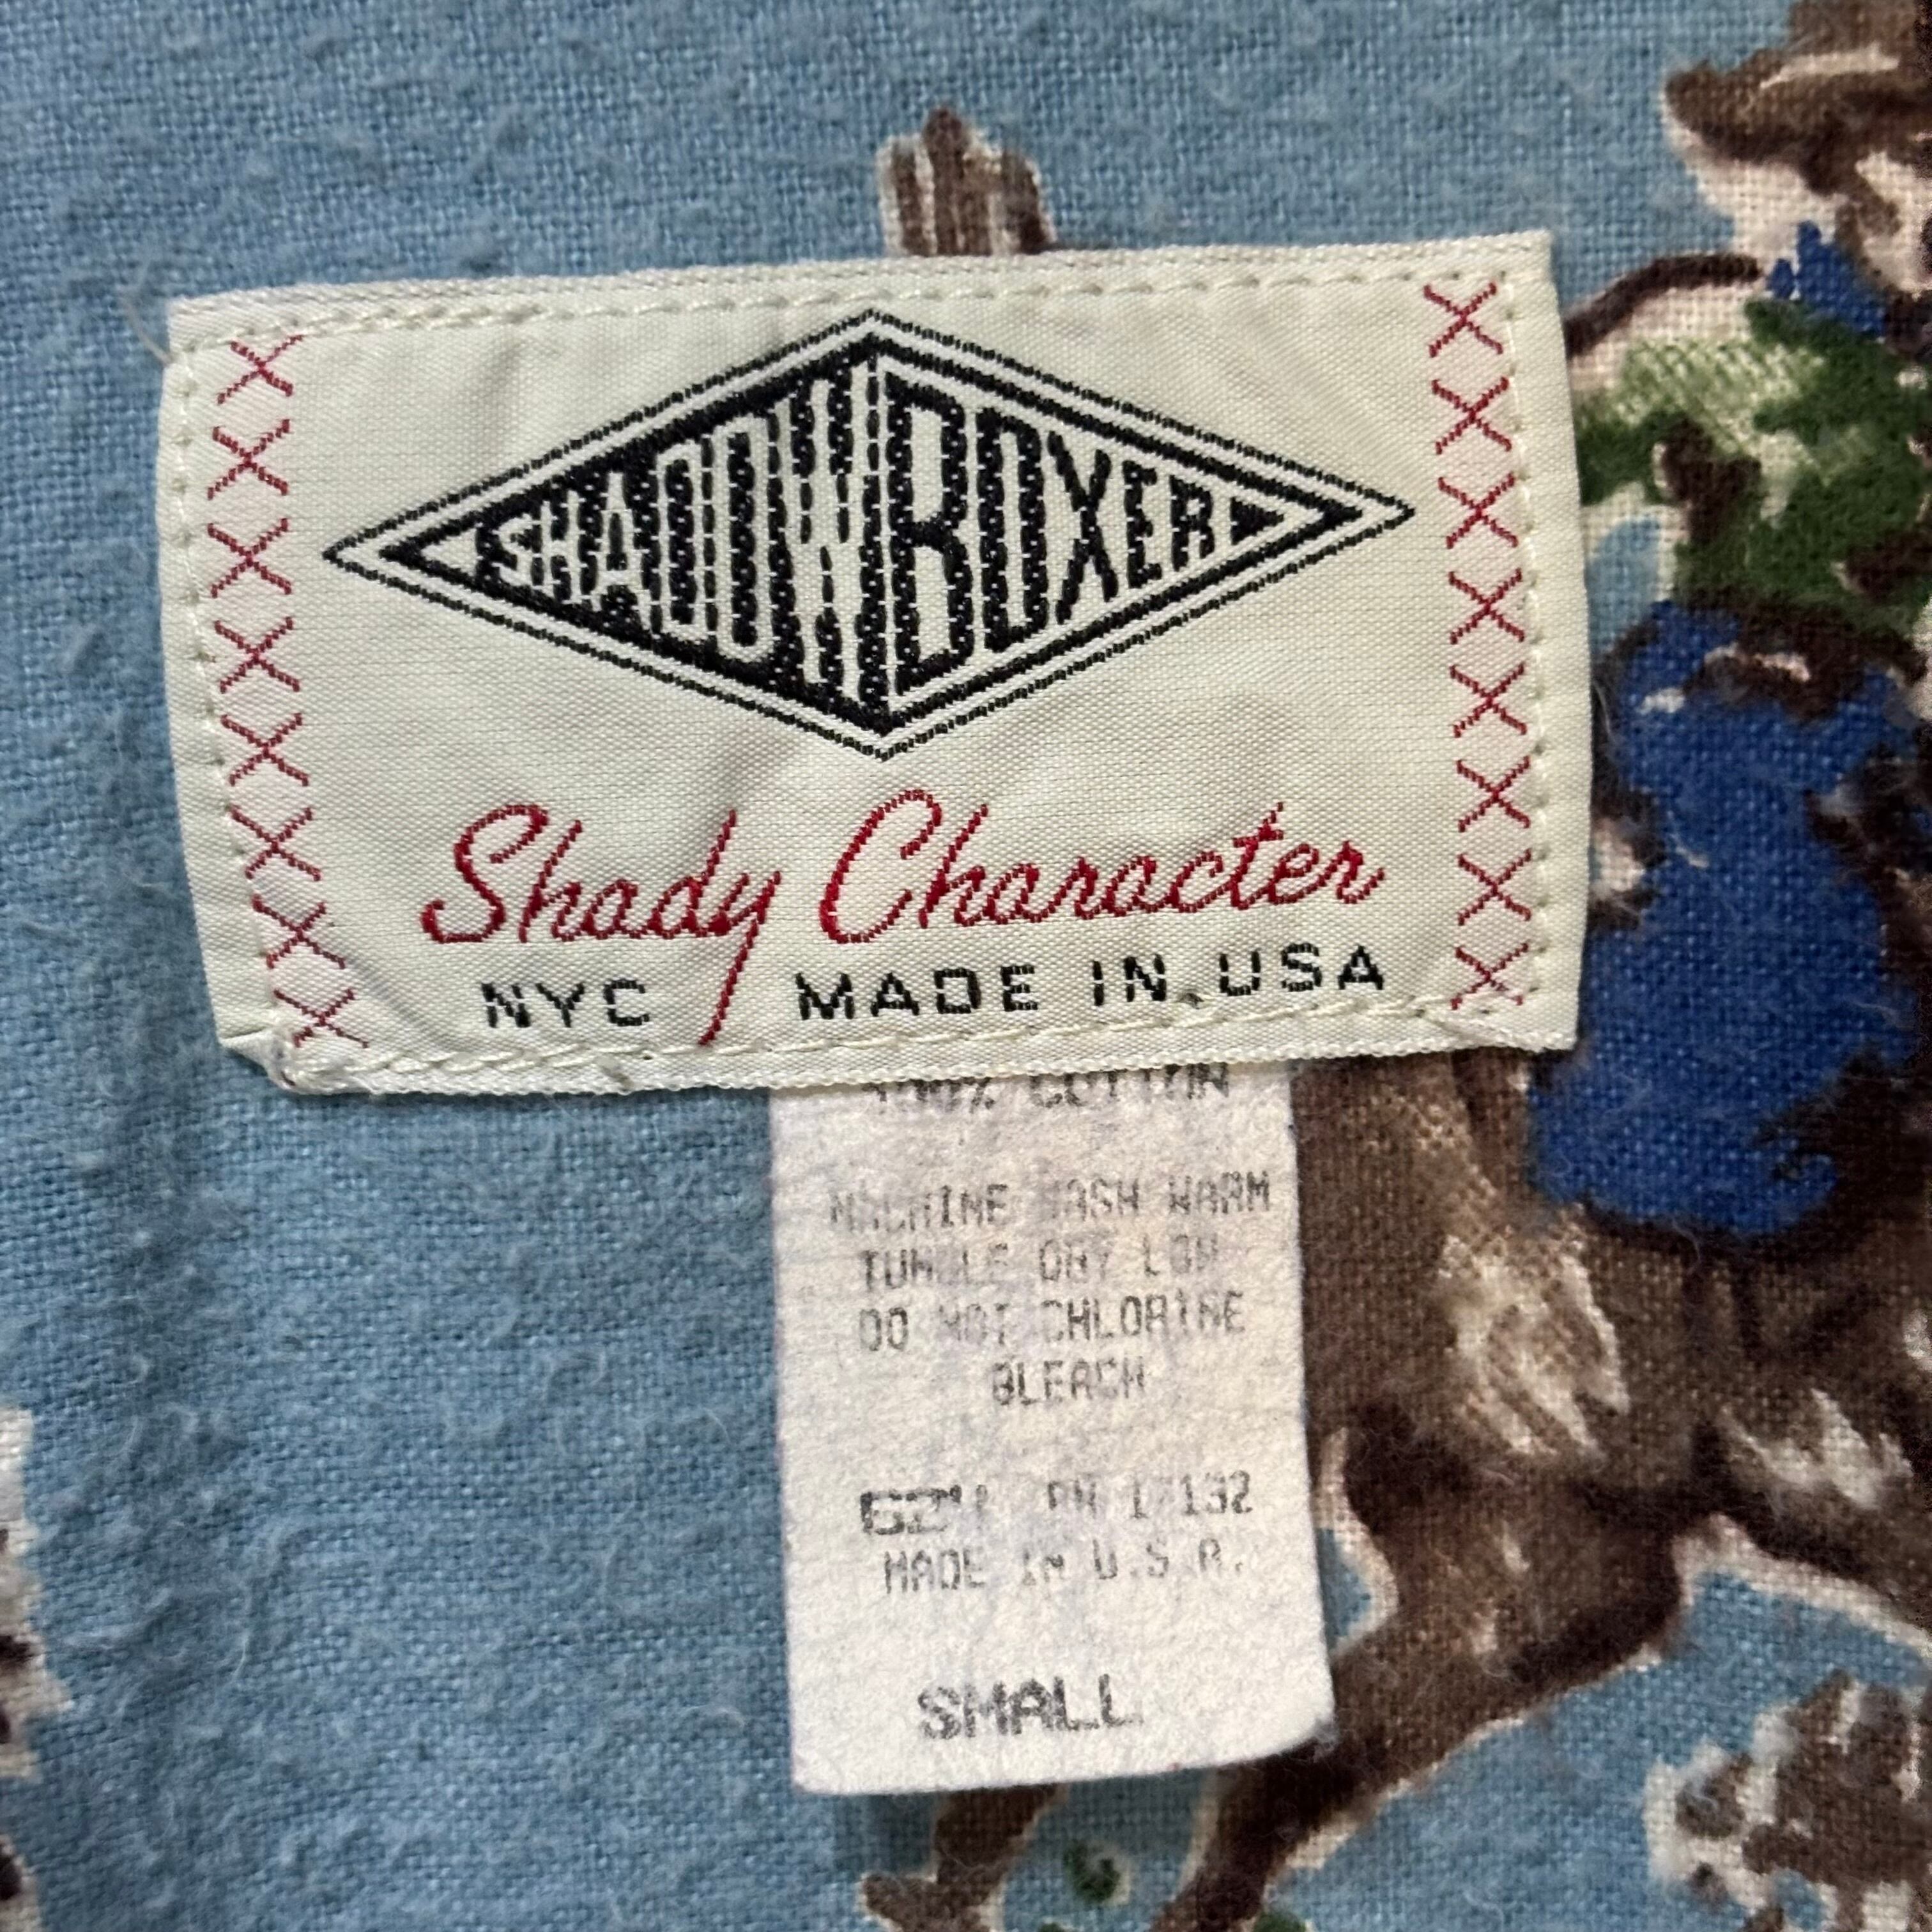 SHADOWBOXER
Shady Character
NYC MADE IN USA
100% COTTON
MACHINE WASH WARM
TUMBLE DRY LOW
DO NOT CHLORINE
BLEACH
MADE IN U.S.A.
SMALL